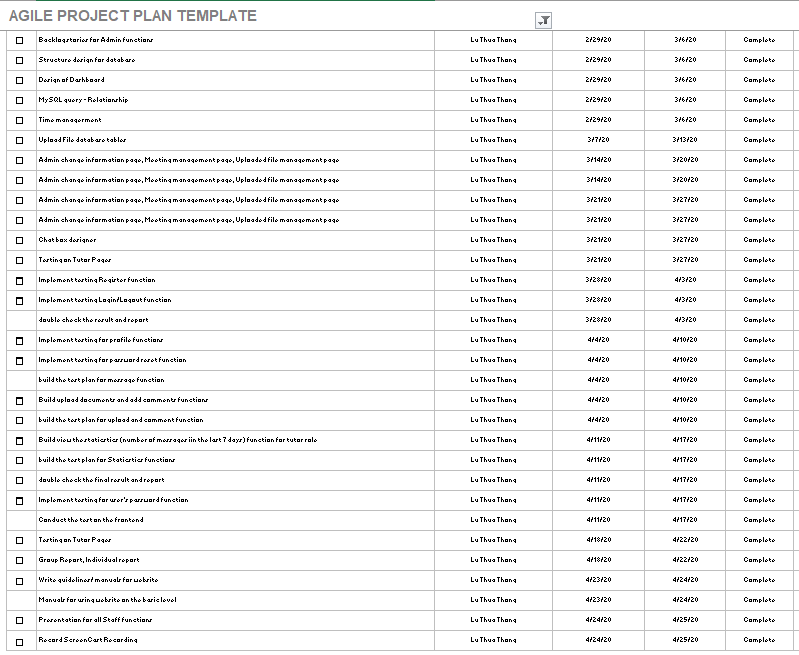 AGILE PROJECT PLAN TEMPLATE
Backlog stories for Admin functions Lu Thua Thang 2/29/20 3/6/20 Complete
Structure design for database Lu Thua Thang 2/29/20 3/6/20 Complete
Design of Dashboard Lu Thua Thang 2/29/20 3/6/20 Complete
MySQL query - Relationship Lu Thua Thang 2/29/20 3/6/20 Complete
Time management Lu Thua Thang 2/29/20 3/6/20 Complete
Upload File database tables Lu Thua Thang 3/7/20 3/13/20 Complete
Admin change information page, Meeting management page, Uploaded file management page Lu Thua Thang 3/14/20 3/20/20 Complete
Admin change information page, Meeting management page, Uploaded file management page Lu Thua Thang 3/14/20 3/20/20 Complete
Admin change information page, Meeting management page, Uploaded file management page Lu Thua Thang 3/21/20 3/27/20 Complete
Admin change information page, Meeting management page, Uploaded file management page Lu Thua Thang 3/21/20 3/27/20 Complete
Chat box designer Lu Thua Thang 3/21/20 3/27/20 Complete
Testing on Tutor Pages Lu Thua Thang 3/21/20 3/27/20 Complete
Implement testing Register function Lu Thua Thang 3/28/20 4/3/20 Complete
Implement testing Login/Logout function Lu Thua Thang 3/28/20 4/3/20 Complete
double check the result and report Lu Thua Thang 3/28/20 4/3/20 Complete
Implement testing for profile functions Lu Thua Thang 4/4/20 4/10/20 Complete
Implement testing for password reset function Lu Thua Thang 4/4/20 4/10/20 Complete
build the test plan for message function Lu Thua Thang 4/4/20 4/10/20 Complete
Build upload documents and add comments functions Lu Thua Thang 4/4/20 4/10/20 Complete
build the test plan for upload and comment function Lu Thua Thang 4/4/20 4/10/20 Complete
Build view the staticstics (number of messages iin the last 7 days) function for tutor role Lu Thua Thang 4/11/20 4/17/20 Complete
build the test plan for Staticstics functions Lu Thua Thang 4/11/20 4/17/20 Complete
double check the final result and report Lu Thua Thang 4/11/20 4/17/20 Complete
Implement testing for user's password function Lu Thua Thang 4/11/20 4/17/20 Complete
Conduct the test on the frontend Lu Thua Thang 4/11/20 4/17/20 Complete
Testing on Tutor Pages Lu Thua Thang 4/18/20 4/22/20 Complete
Group Report, Individual report Lu Thua Thang 4/18/20 4/22/20 Complete
Write guidelines/ manuals for website Lu Thua Thang 4/23/20 4/24/20 Complete
Manuals for using website on the basic level Lu Thua Thang 4/23/20 4/24/20 Complete
Presentation for all Staff functions Lu Thua Thang 4/24/20 4/25/20 Complete
Record ScreenCast Recording Lu Thua Thang 4/24/20 4/25/20 Complete